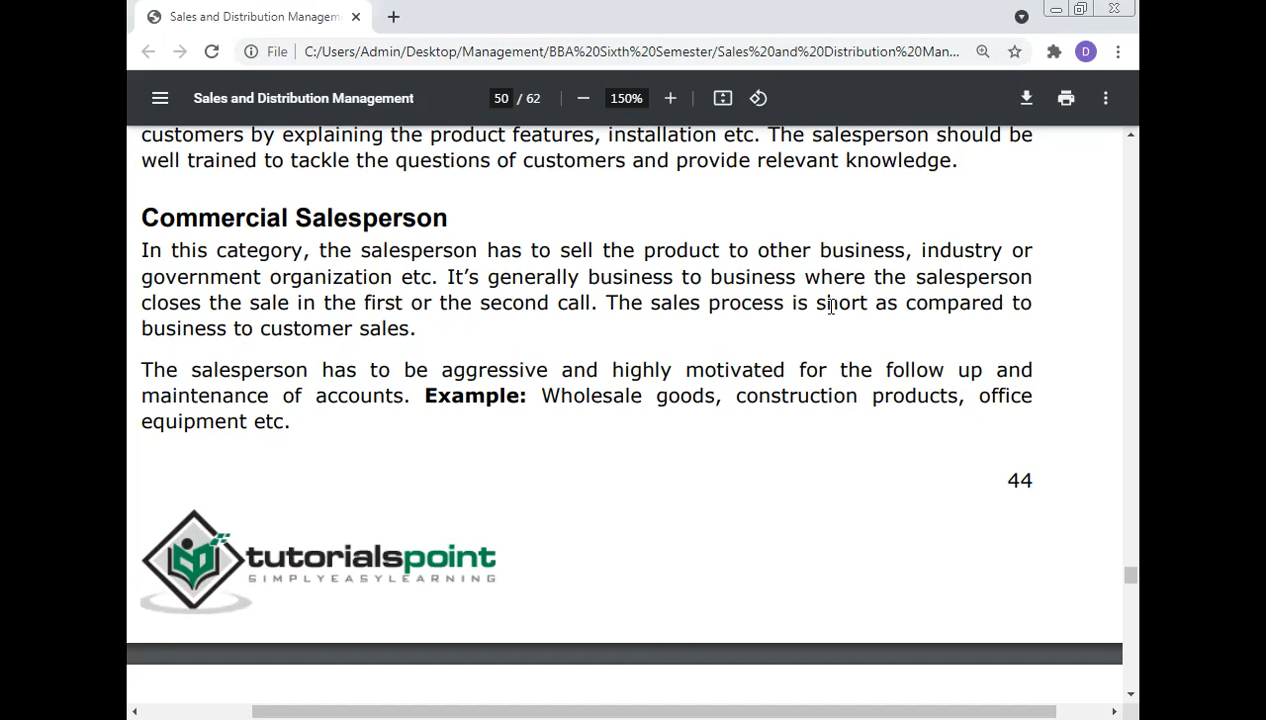 Sales and Distribution Managem
File C:/Users/Admin/Desktop/Management/BBA%20Sixth%20Semester/Sales%20and%20Distribution%20Man...
D
Sales and Distribution Management 50 / 62 150%
customers by explaining the product features, installation etc. The salesperson should be
well trained to tackle the questions of customers and provide relevant knowledge.
Commercial Salesperson
In this category, the salesperson has to sell the product to other business, industry or
government organization etc. It's generally business to business where the salesperson
closes the sale in the first or the second call. The sales process is short as compared to
business to customer sales.
The salesperson has to be aggressive and highly motivated for the follow up and
maintenance of accounts. Example: Wholesale goods, construction products, office
equipment etc.
44
tutorialspoint
SIMPLYEASYLEARNING